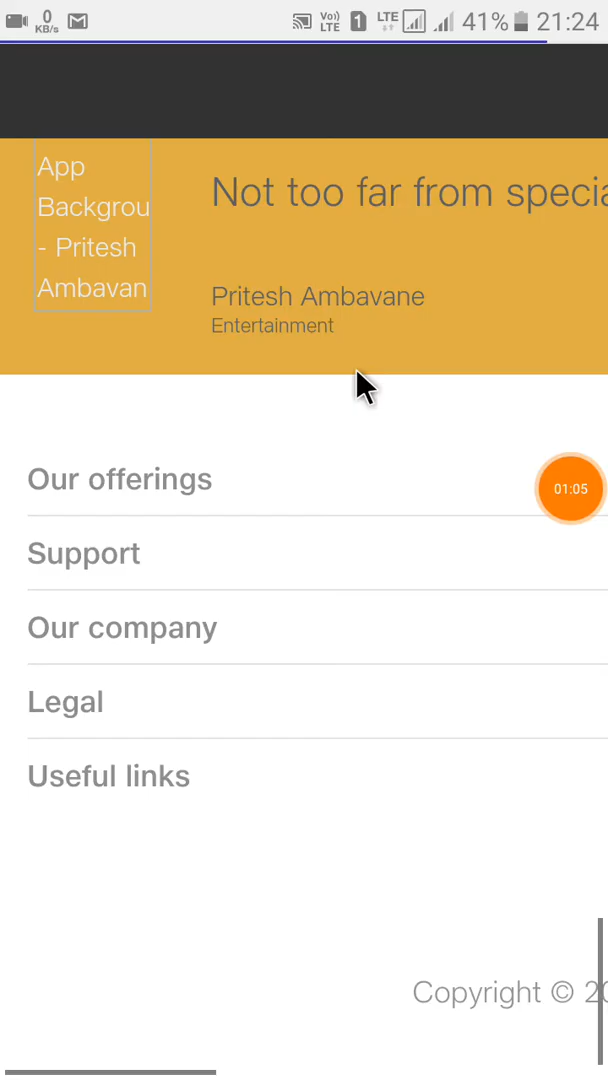 0
KB/s
Vo))
LTE
1
LTE
41%
21:24
App
Backgrou
- Pritesh
Ambavan
Not too far from specia
Pritesh Ambavane
Entertainment
Our offerings
01:05
Support
Our company
Legal
Useful links
Copyright © 20